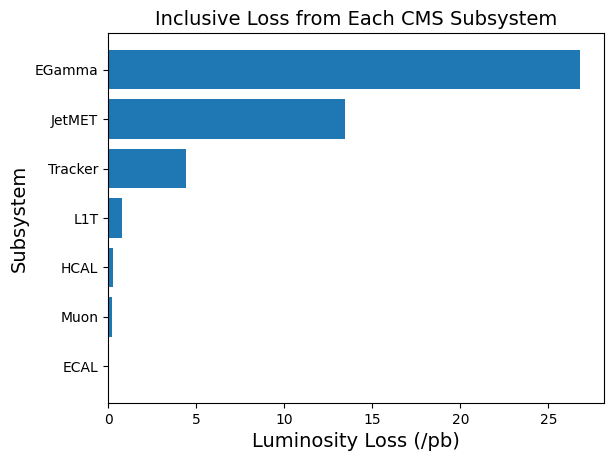 Inclusive Loss from Each CMS Subsystem
Subsystem
EGamma
JetMET
Tracker
L1T
HCAL
Muon
ECAL
0 5 10 15 20 25
Luminosity Loss (/pb)